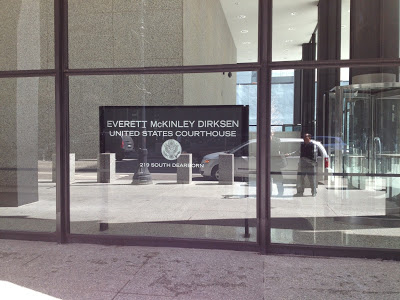 EVERETT McKINLEY DIRKSEN
UNITED STATES COURTHOUSE
219 SOUTH DEARBORN